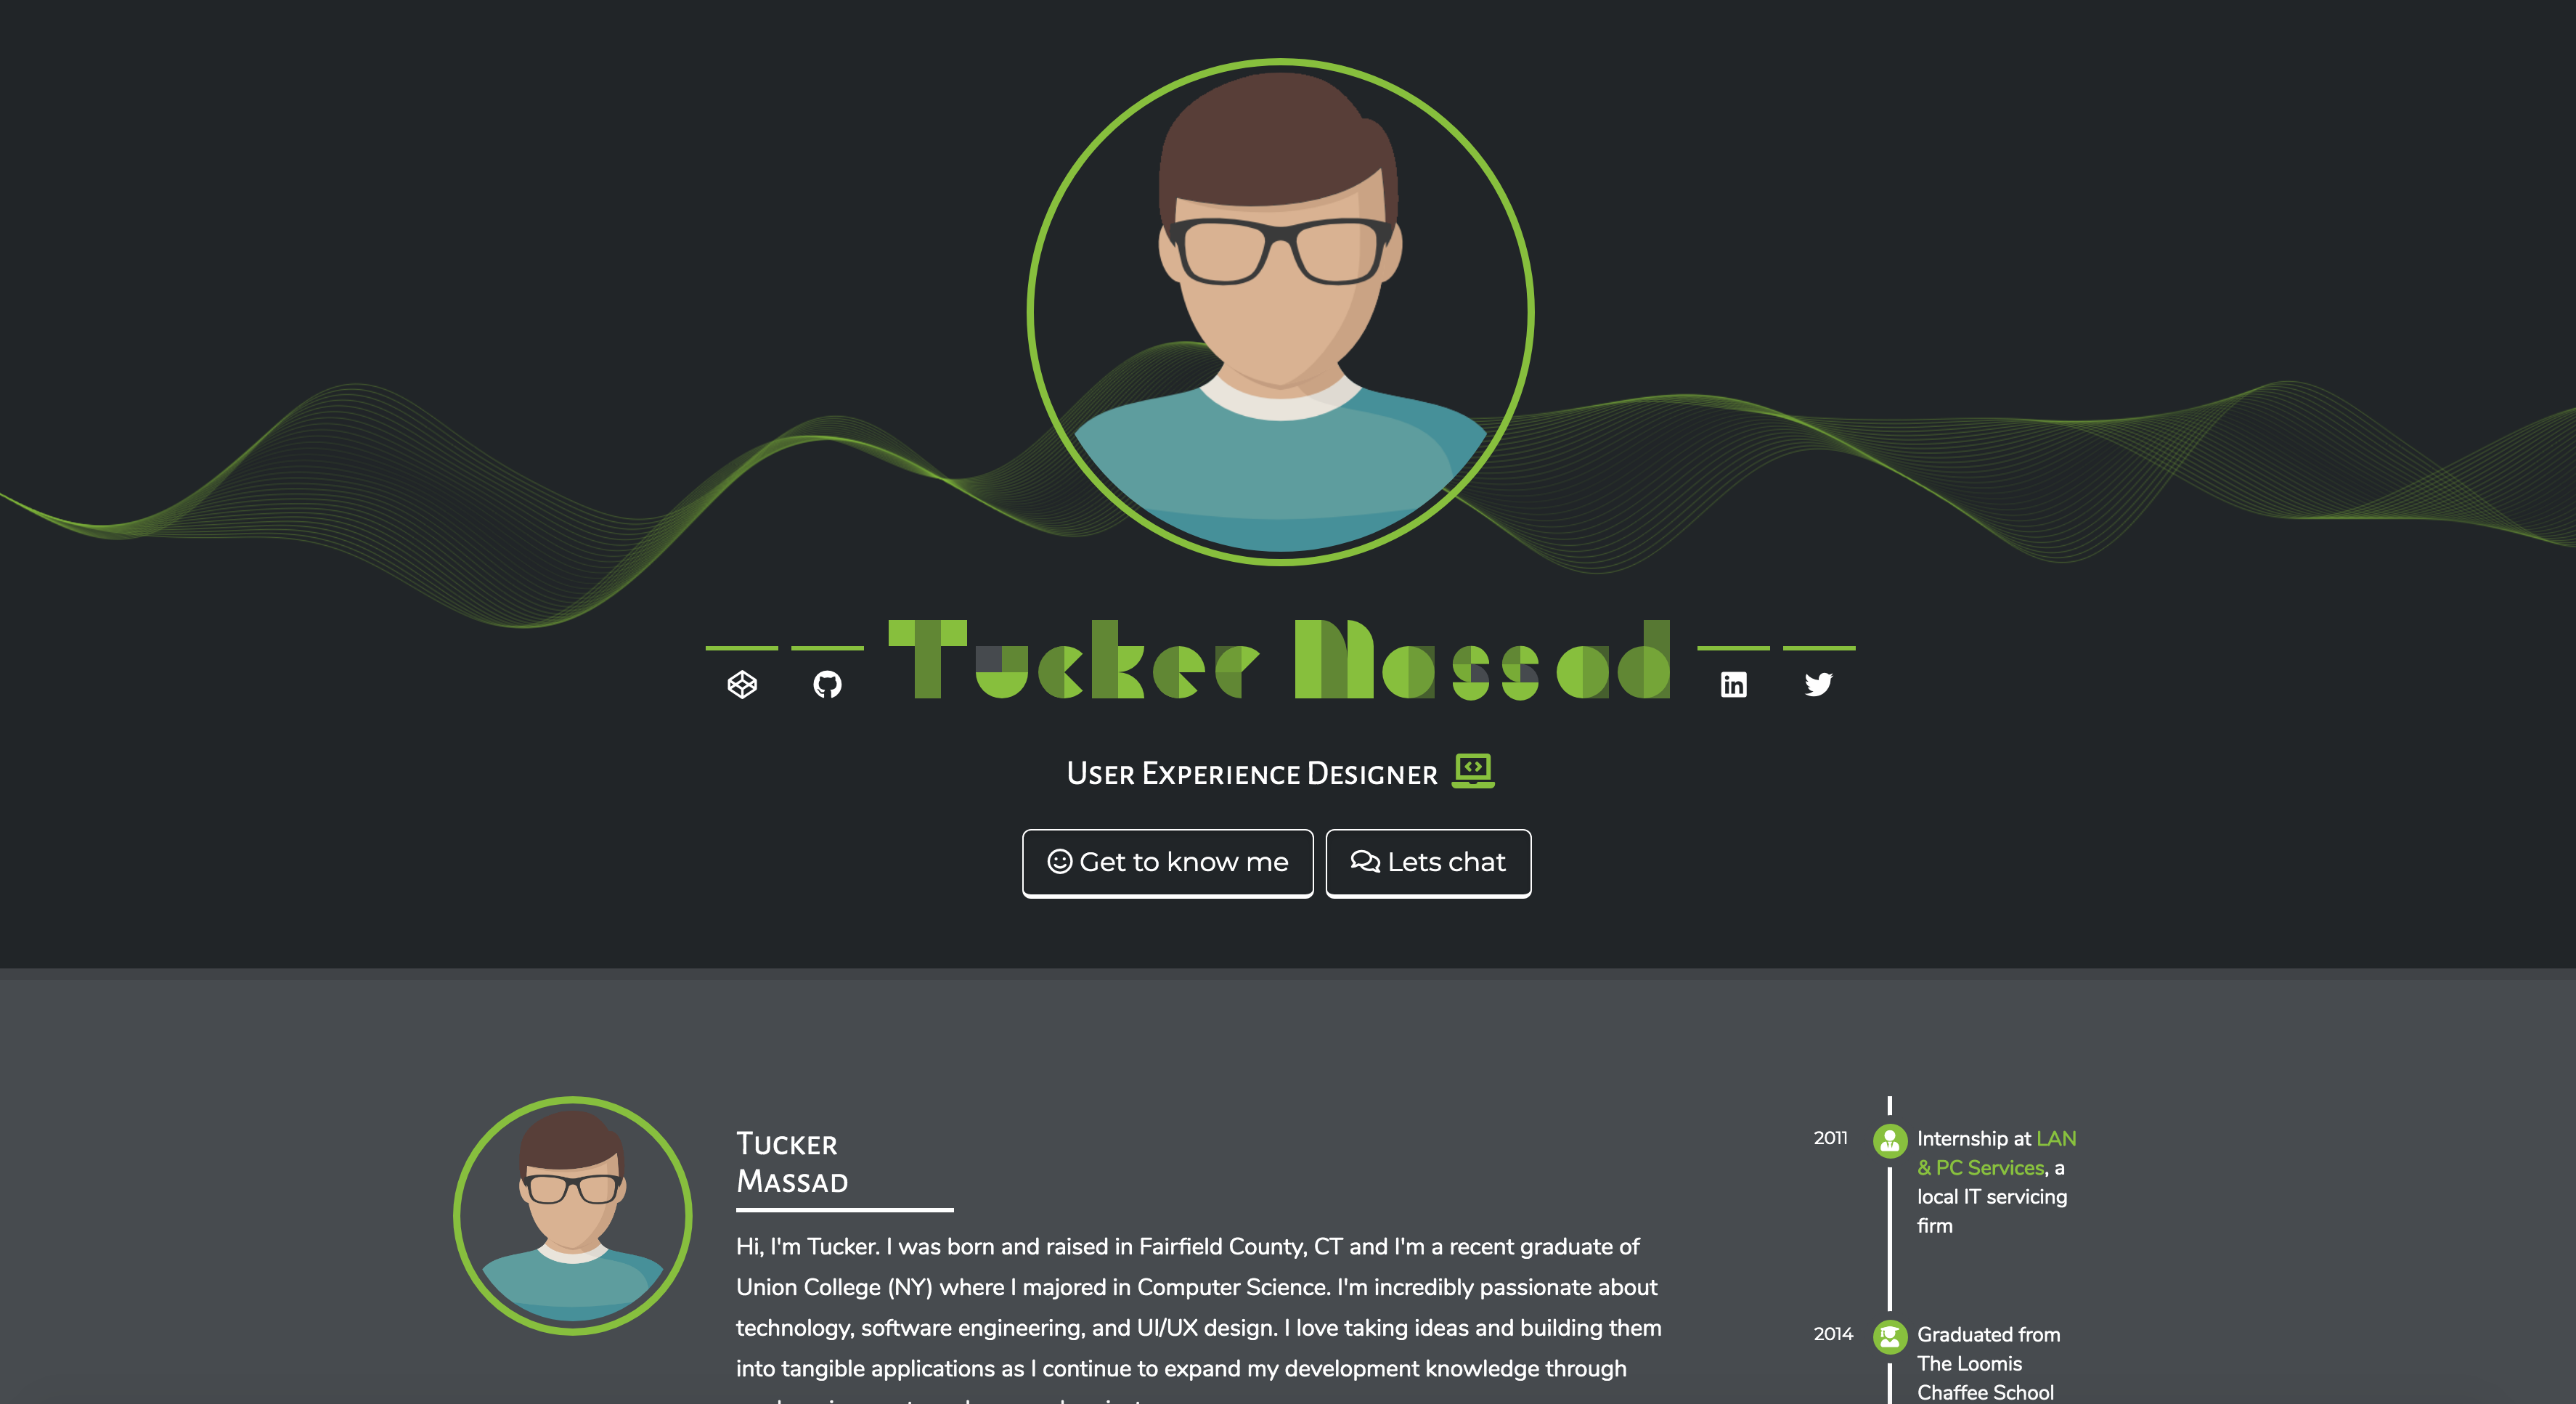 Tucker Massad
User Experience Designer
Get to know me
Lets chat
Tucker
Massad
Hi, I'm Tucker. I was born and raised in Fairfield County, CT and I'm a recent graduate of
Union College (NY) where I majored in Computer Science. I'm incredibly passionate about
technology, software engineering, and UI/UX design. I love taking ideas and building them
into tangible applications as I continue to expand my development knowledge through
2011
Internship at LAN
& PC Services, a
local IT servicing
firm
2014
Graduated from
The Loomis
Chaffee School